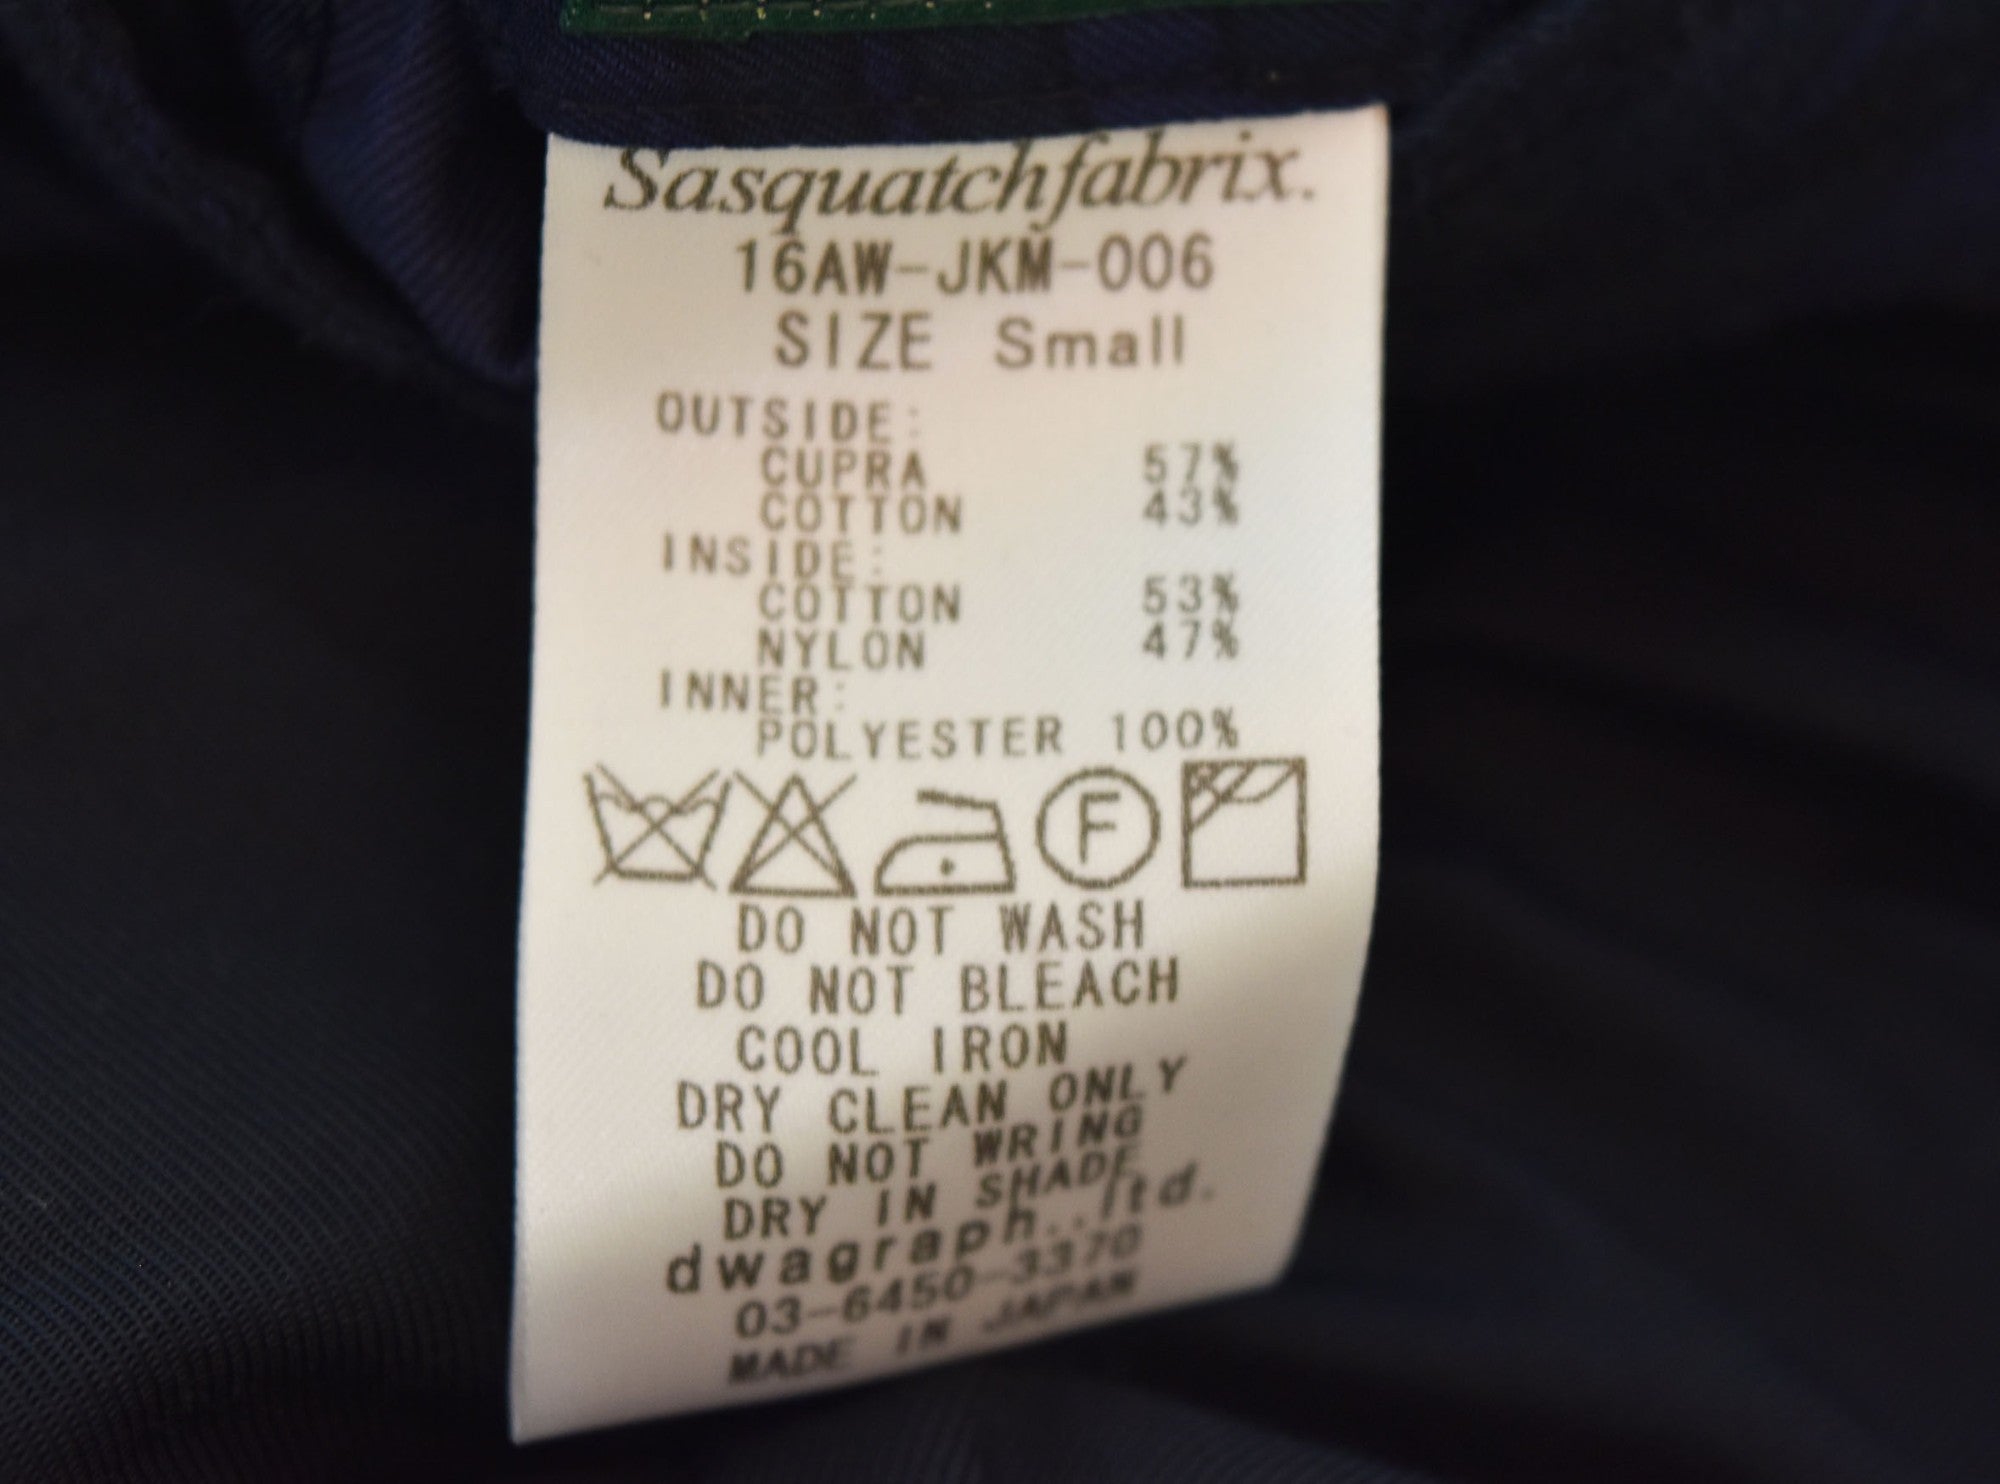 Sasquatchfabrix.
16AW-JKM-006
SIZE Small
OUTSIDE:
CUPRA 57%
COTTON 43%
INSIDE:
COTTON 53%
NYLON 47%
INNER:
POLYESTER 100%
F
DO NOT WASH
DO NOT BLEACH
COOL IRON
DRY CLEAN ONLY
DO NOT WRING
DRY IN SHADE
dwagraph.,ltd.
03-6450-3370
MADE IN JAPAN